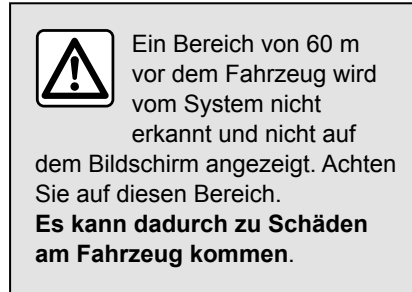 Ein Bereich von 60 m
vor dem Fahrzeug wird
vom System nicht
erkannt und nicht auf
dem Bildschirm angezeigt. Achten
Sie auf diesen Bereich.
Es kann dadurch zu Schäden
am Fahrzeug kommen.